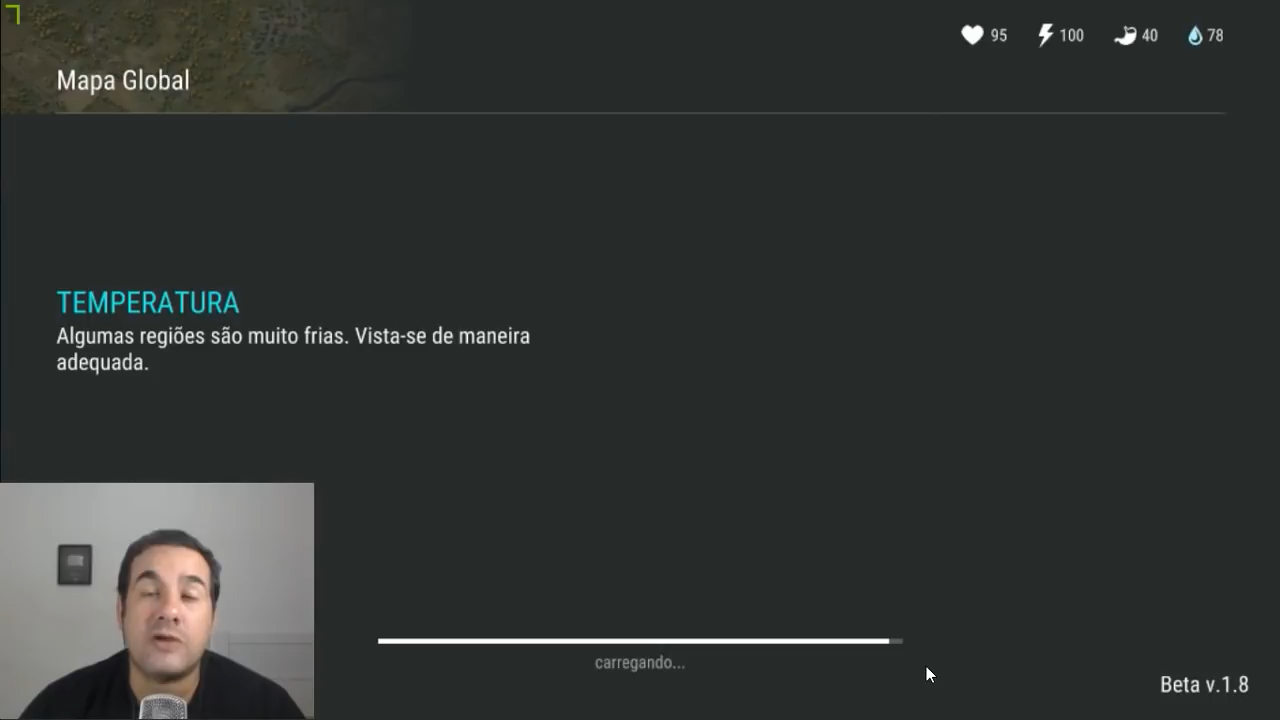 95 100 40 78
Mapa Global
TEMPERATURA
Algumas regiões são muito frias. Vista-se de maneira
adequada.
carregando...
Beta v.1.8